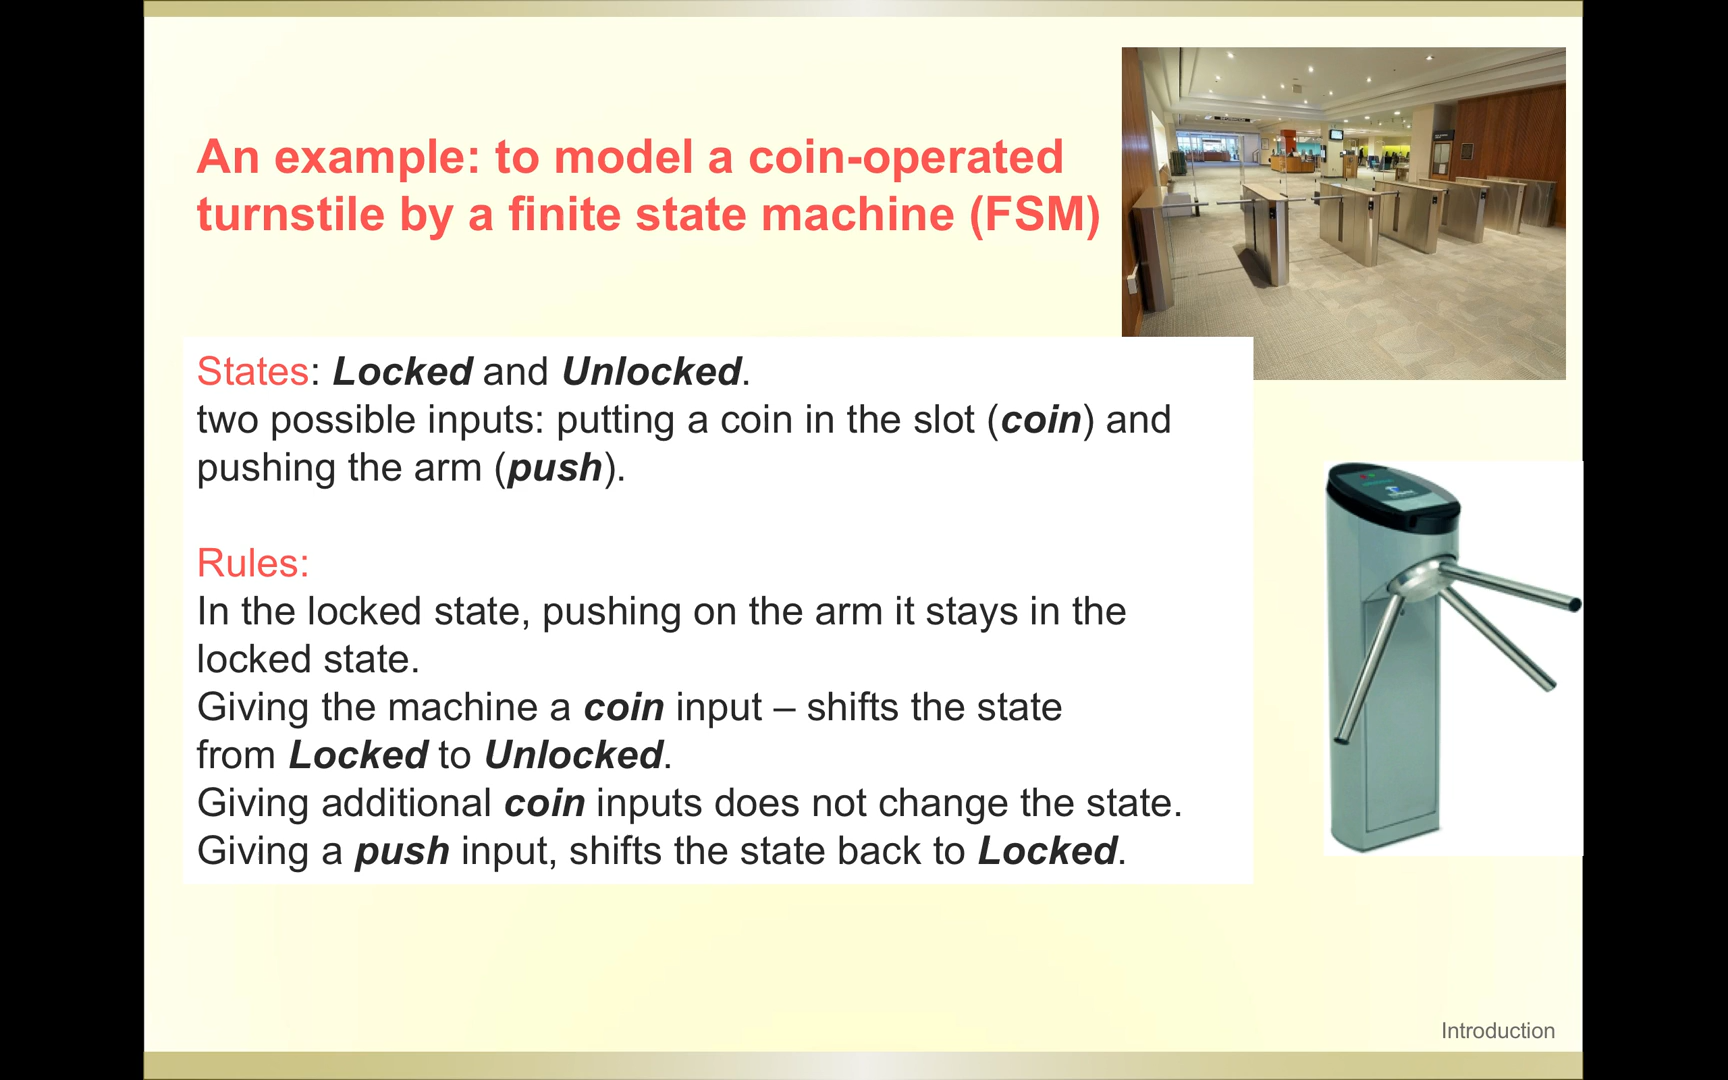 An example: to model a coin-operated
turnstile by a finite state machine (FSM)
States: Locked and Unlocked.
two possible inputs: putting a coin in the slot (coin) and
pushing the arm (push).
Rules:
In the locked state, pushing on the arm it stays in the
locked state.
Giving the machine a coin input – shifts the state
from Locked to Unlocked.
Giving additional coin inputs does not change the state.
Giving a push input, shifts the state back to Locked.
Introduction